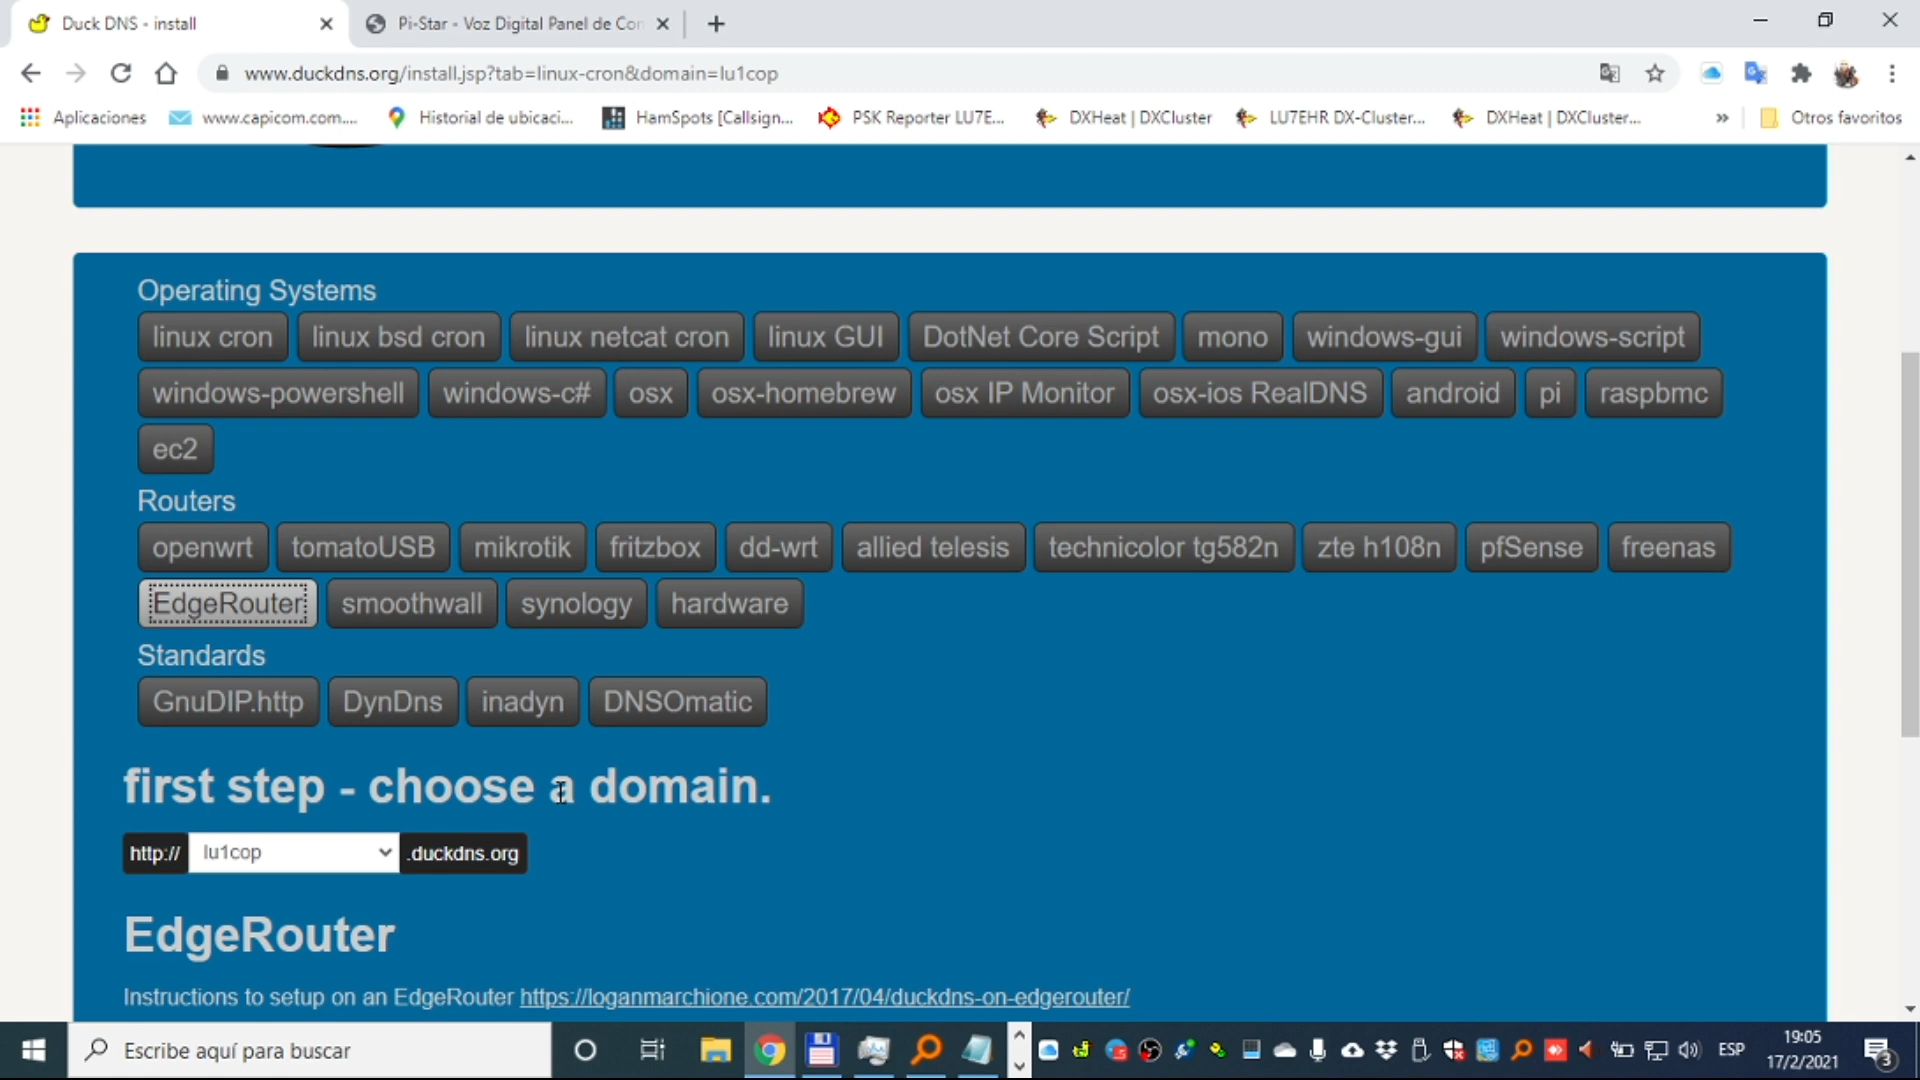 Duck DNS - install
Pi-Star - Voz Digital Panel de Con
www.duckdns.org/install.jsp?tab=linux-cron&domain=lu1cop
Aplicaciones www.capicom.com.... Historial de ubicaci... HamSpots [Callsign... PSK Reporter LU7E... DXHeat | DXCluster LU7EHR DX-Cluster... DXHeat | DXCluster... » Otros favoritos
Operating Systems
linux cron linux bsd cron linux netcat cron linux GUI DotNet Core Script mono windows-gui windows-script
windows-powershell windows-c# osx osx-homebrew osx IP Monitor osx-ios RealDNS android pi raspbmc
ec2
Routers
openwrt tomatoUSB mikrotik fritzbox dd-wrt allied telesis technicolor tg582n zte h108n pfSense freenas
EdgeRouter smoothwall synology hardware
Standards
GnuDIP.http DynDns inadyn DNSOmatic
first step - choose a domain.
http:// lu1cop .duckdns.org
EdgeRouter
Instructions to setup on an EdgeRouter https://loganmarchione.com/2017/04/duckdns-on-edgerouter/
Escribe aquí para buscar
ESP
19:05
17/2/2021
3